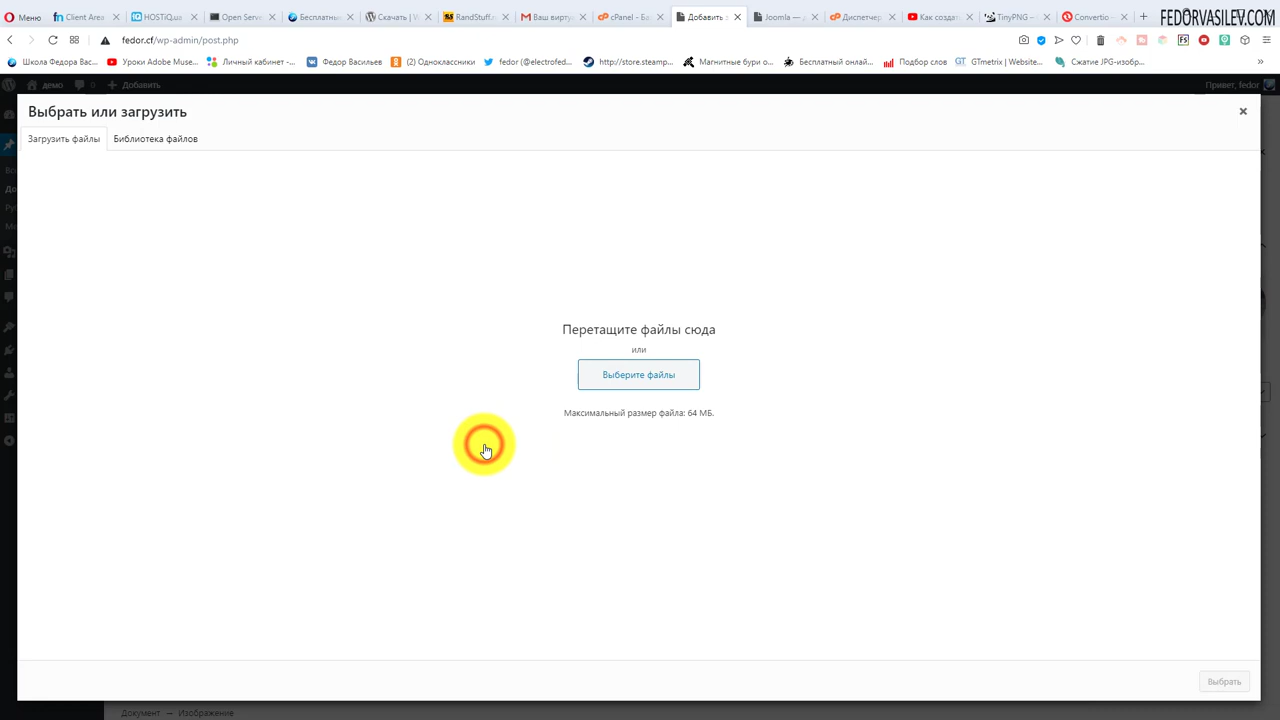 Меню
Client Area
HOSTiQ.ua
Open Serve
Бесплатны
Скачать | W
RandStuff.r
Ваш вирту
cPanel - Ба
Добавить з
Joomla — д
Диспетчер
Как создат
TinyPNG –
Convertio –
FEDORVASILEV.COM
fedor.cf/wp-admin/post.php
Школа Федора Вас...
Уроки Adobe Muse...
Личный кабинет -...
Федор Васильев
(2) Одноклассники
fedor (@electrofed...
http://store.steamp...
Магнитные бури о...
Бесплатный онлай...
Подбор слов
GTmetrix | Website...
Сжатие JPG-изобр...
демо
0
Добавить
Привет, fedor
Выбрать или загрузить
Загрузить файлы
Библиотека файлов
Перетащите файлы сюда
или
Выберите файлы
Максимальный размер файла: 64 МБ.
Выбрать
Документ → Изображение